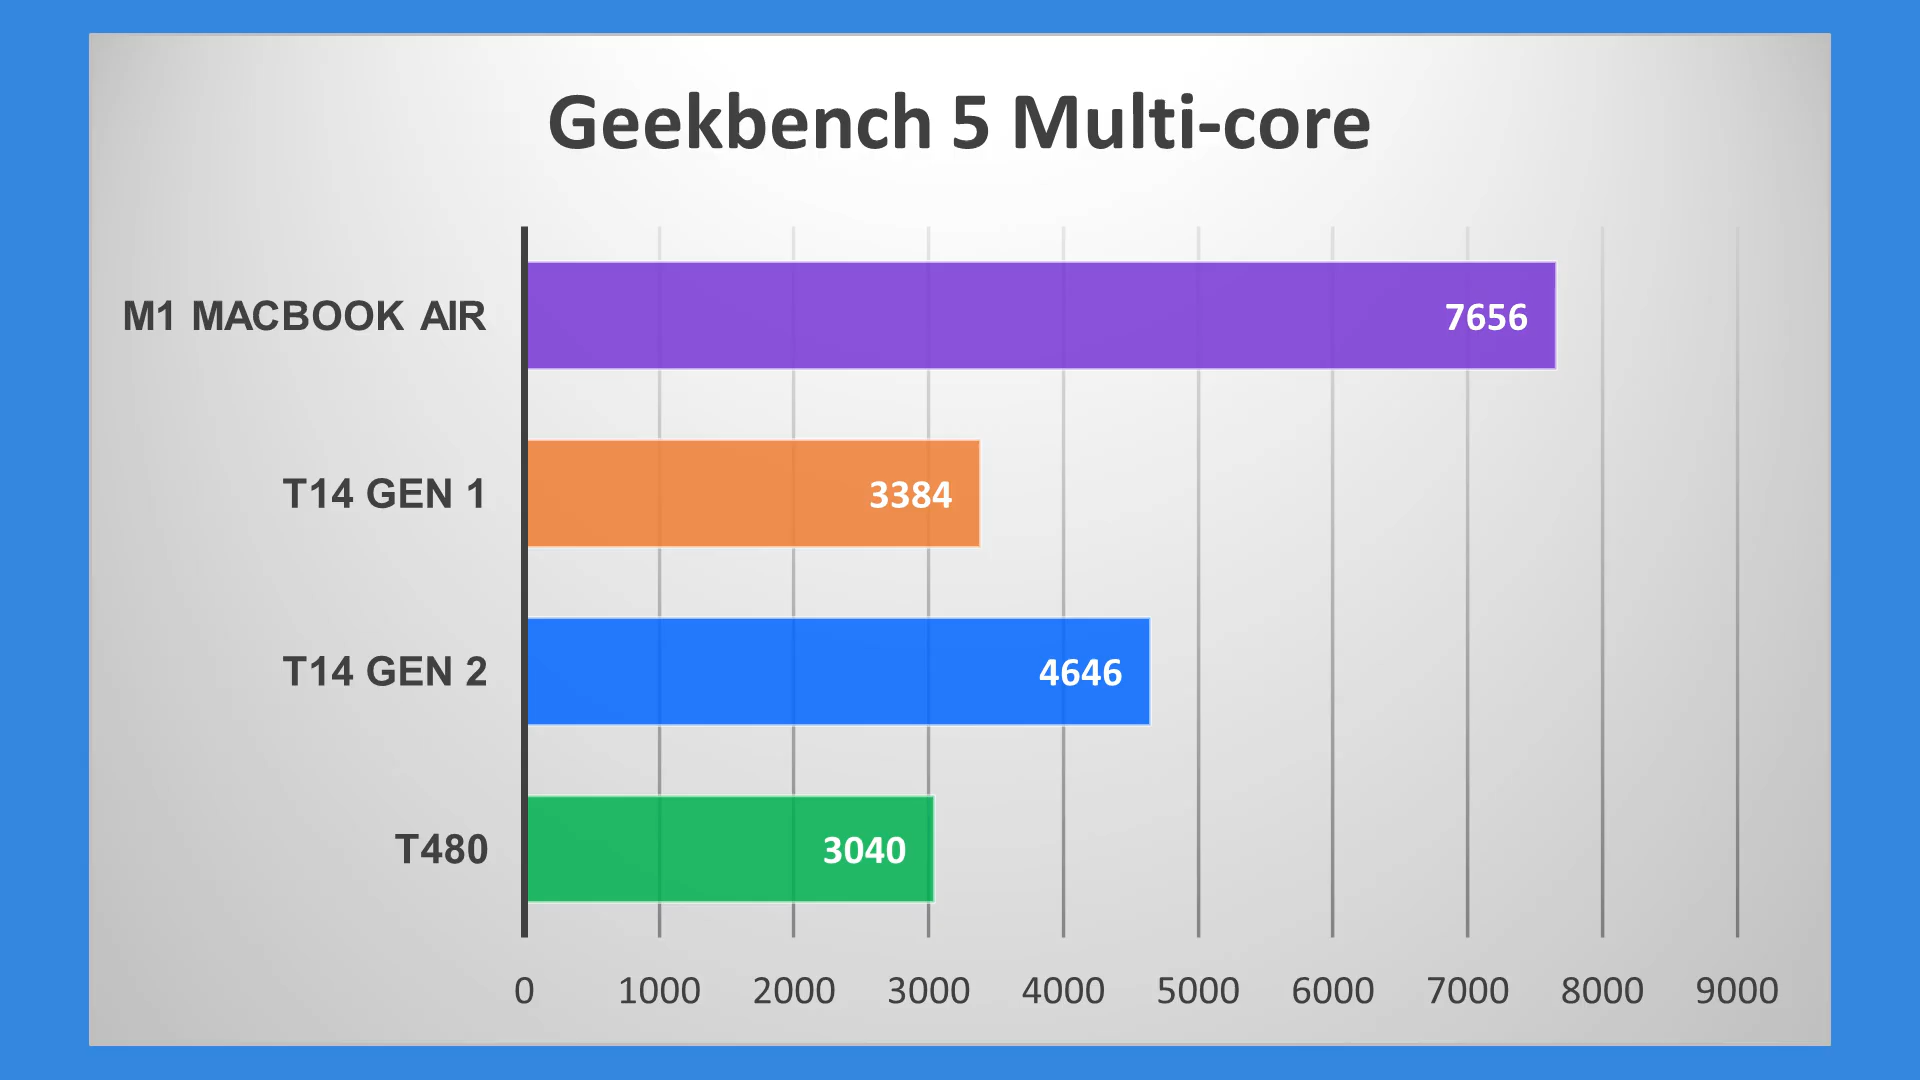 Geekbench 5 Multi-core
M1 MACBOOK AIR
7656
T14 GEN 1
3384
T14 GEN 2
4646
T480
3040
0 1000 2000 3000 4000 5000 6000 7000 8000 9000